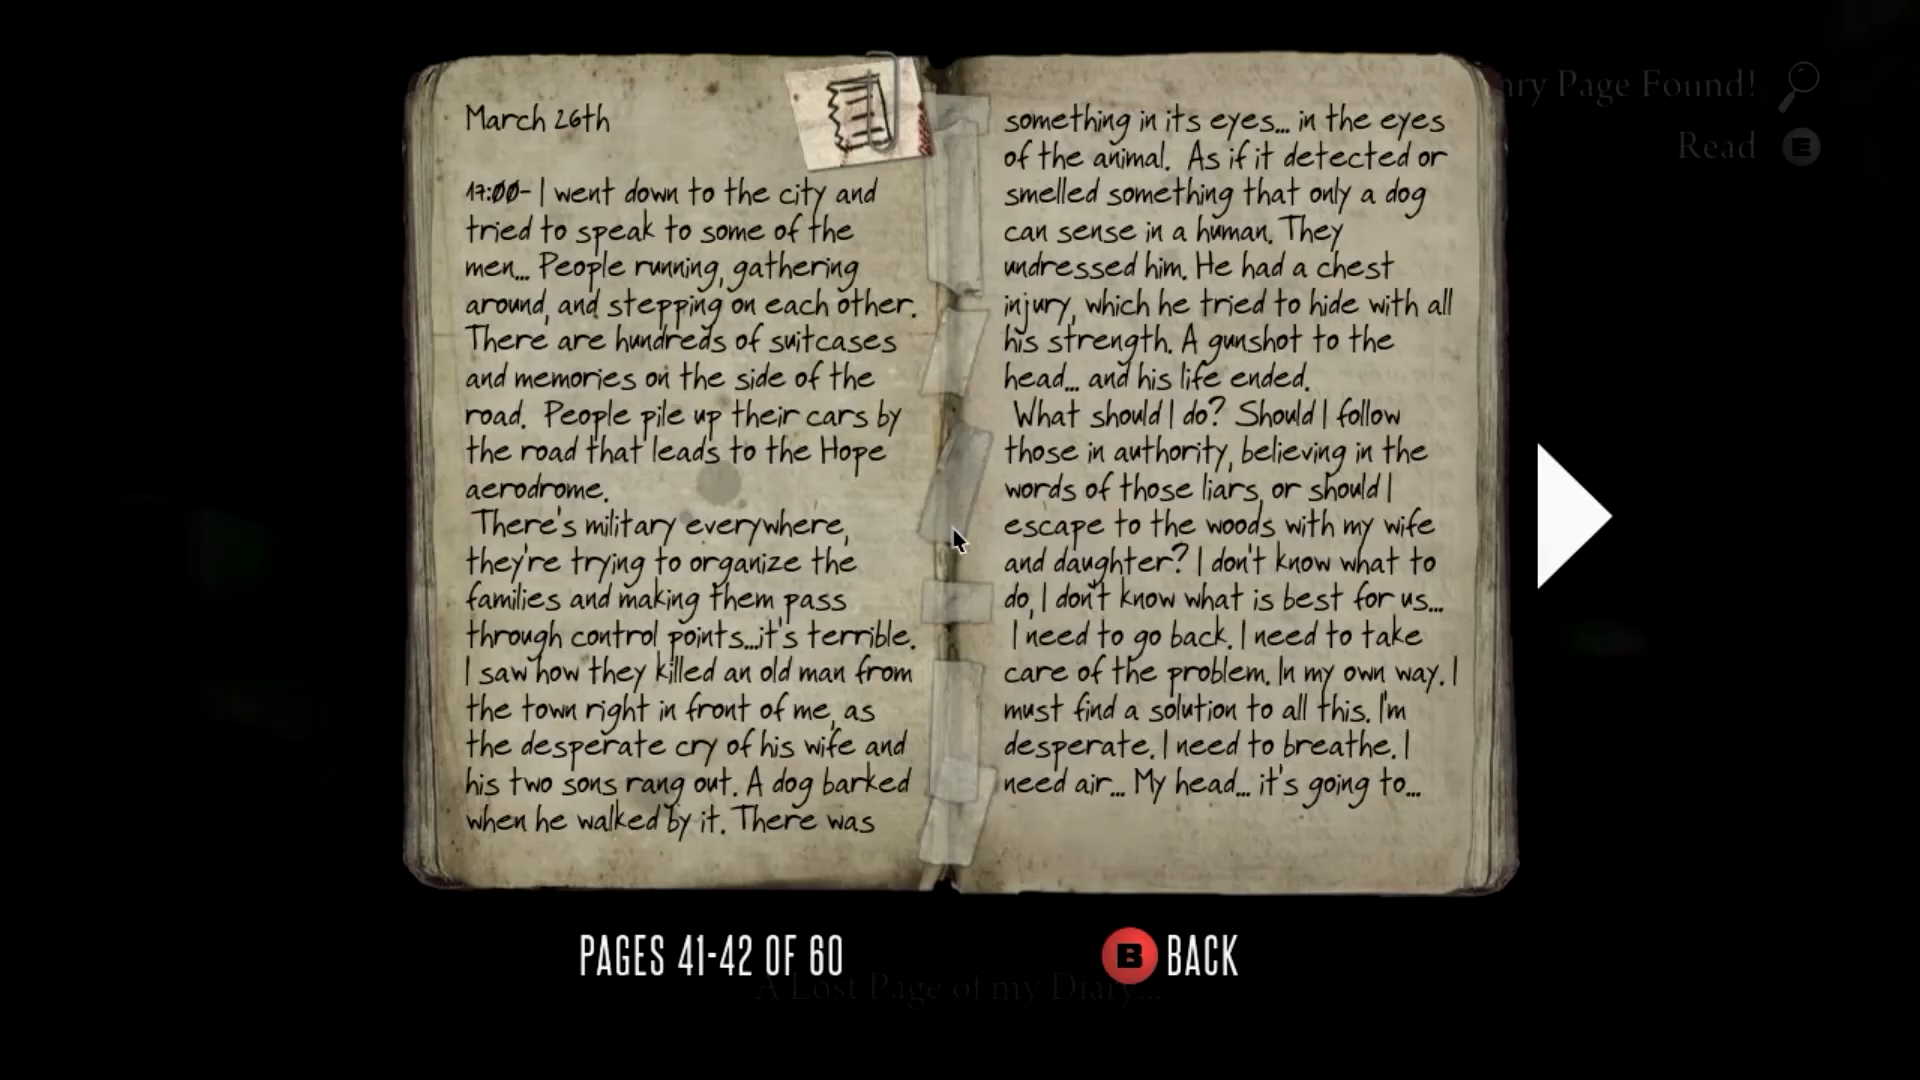 March 26th
17:00- I went down to the city and
tried to speak to some of the
men... People running, gathering
around, and stepping on each other.
There are hundreds of suitcases
and memories on the side of the
road. People pile up their cars by
the road that leads to the Hope
aerodrome.
There's military everywhere,
they're trying to organize the
families and making them pass
through control points...it's terrible.
I saw how they killed an old man from
the town right in front of me, as
the desperate cry of his wife and
his two sons rang out. A dog barked
when he walked by it. There was
something in its eyes... in the eyes
of the animal. As if it detected or
smelled something that only a dog
can sense in a human. They
undressed him. He had a chest
injury, which he tried to hide with all
his strength. A gunshot to the
head... and his life ended.
What should I do? Should I follow
those in authority, believing in the
words of those liars, or should I
escape to the woods with my wife
and daughter? I don't know what to
do, I don't know what is best for us...
I need to go back. I need to take
care of the problem. In my own way. I
must find a solution to all this. I'm
desperate. I need to breathe. I
need air... My head... it's going to...
ary Page Found!
Read E
PAGES 41-42 OF 60
B BACK
A Lost Page of my Diary...